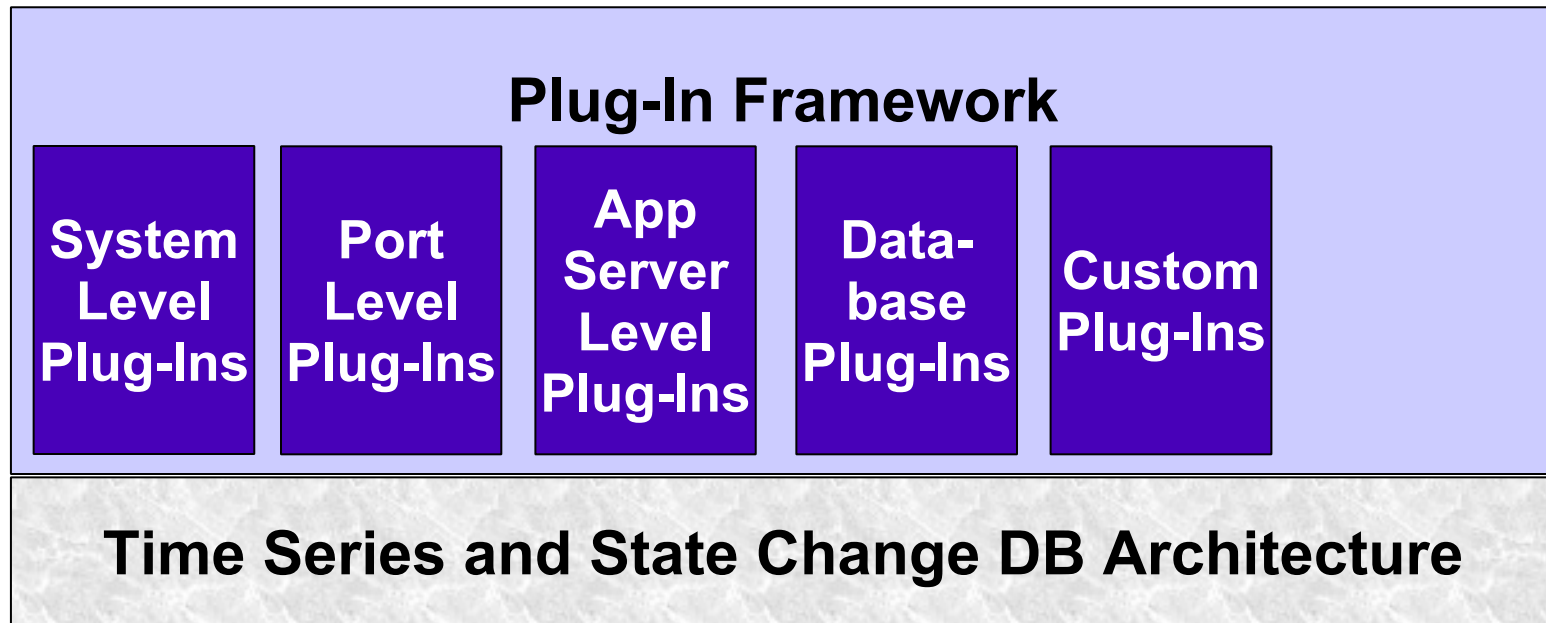 Plug-In Framework
System
Level
Plug-Ins
Port
Level
Plug-Ins
App
Server
Level
Plug-Ins
Data-
base
Plug-Ins
Custom
Plug-Ins
Time Series and State Change DB Architecture